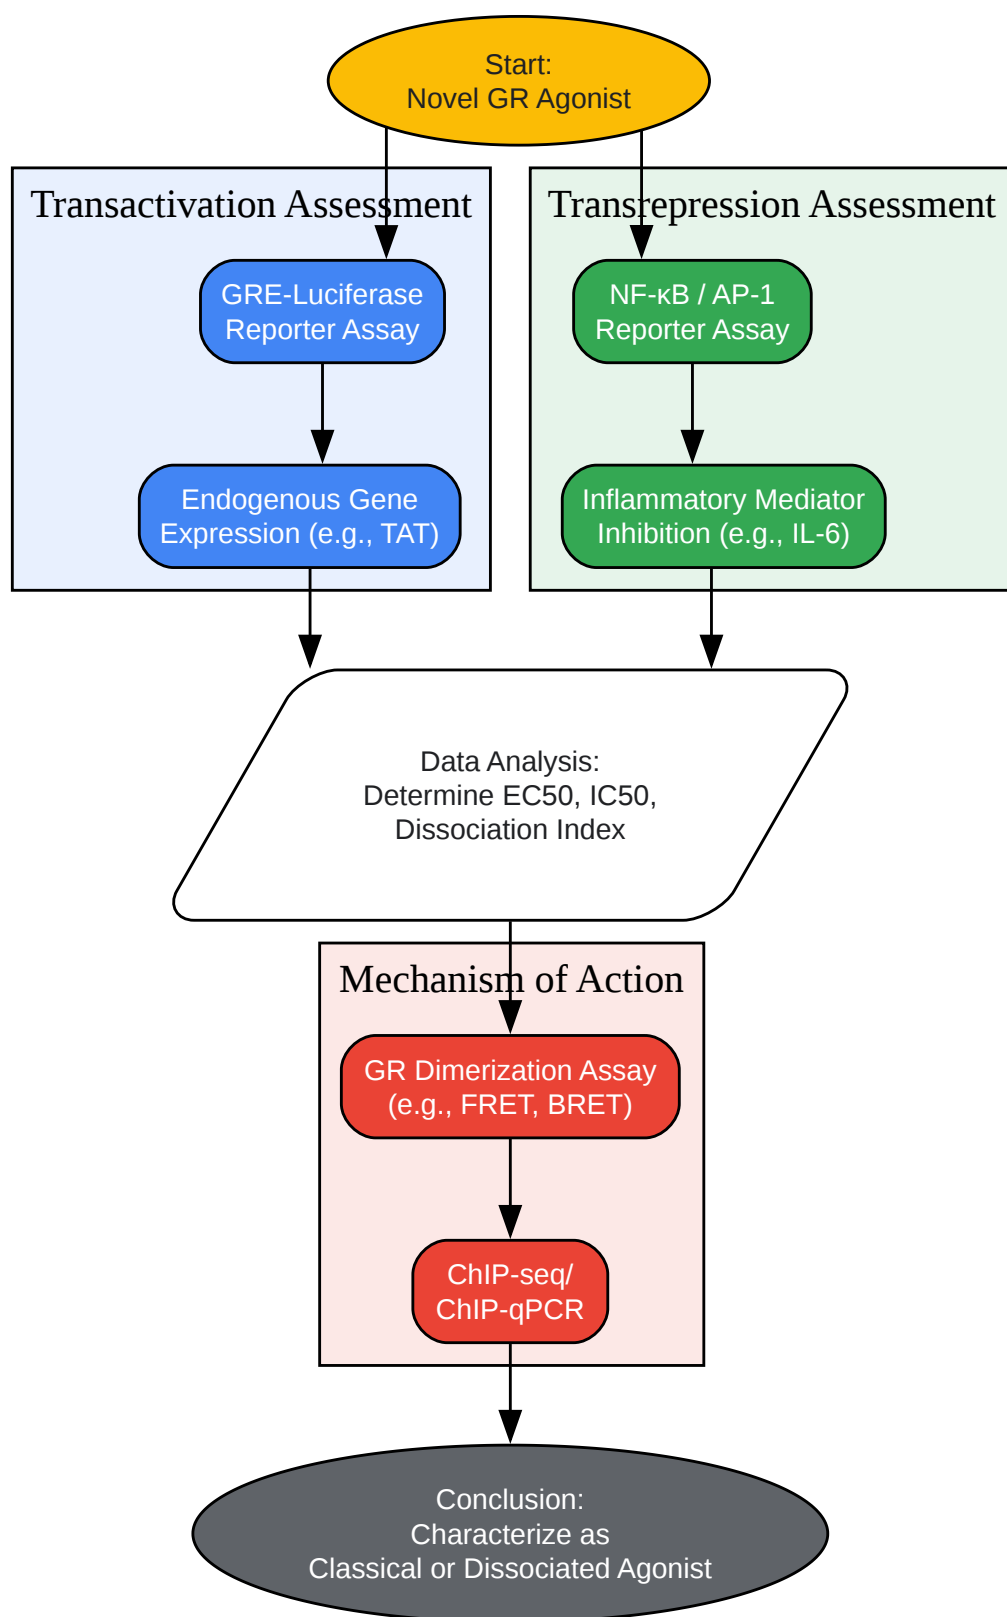 Start:
Novel GR Agonist
Transactivation Assessment
GRE-Luciferase
Reporter Assay
Endogenous Gene
Expression (e.g., TAT)
Transrepression Assessment
NF-κB / AP-1
Reporter Assay
Inflammatory Mediator
Inhibition (e.g., IL-6)
Data Analysis:
Determine EC50, IC50,
Dissociation Index
Mechanism of Action
GR Dimerization Assay
(e.g., FRET, BRET)
ChIP-seq/
ChIP-qPCR
Conclusion:
Characterize as
Classical or Dissociated Agonist